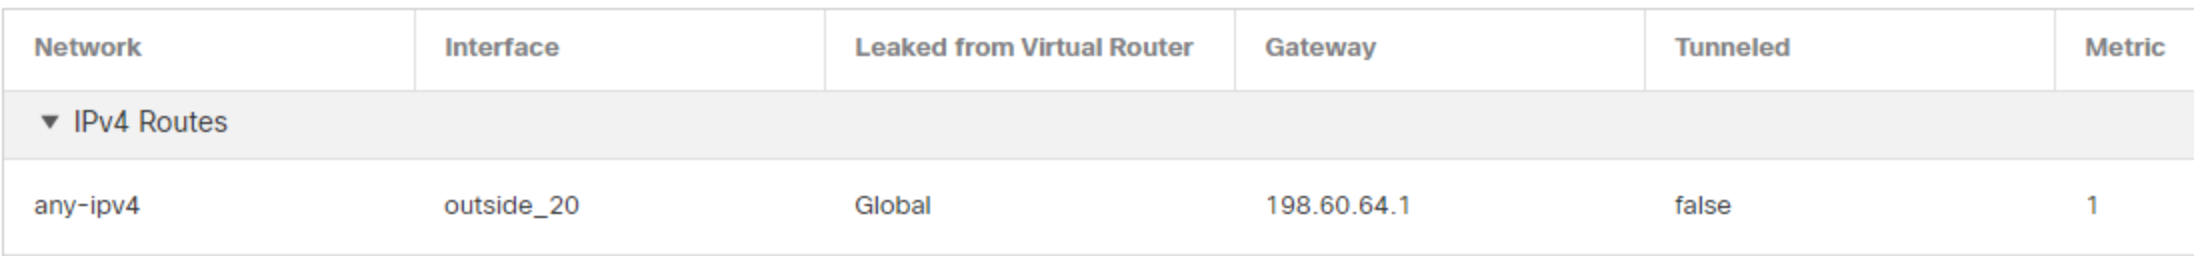 Network Interface Leaked from Virtual Router Gateway Tunneled Metric
IPv4 Routes
any-ipv4 outside_20 Global 198.60.64.1 false 1